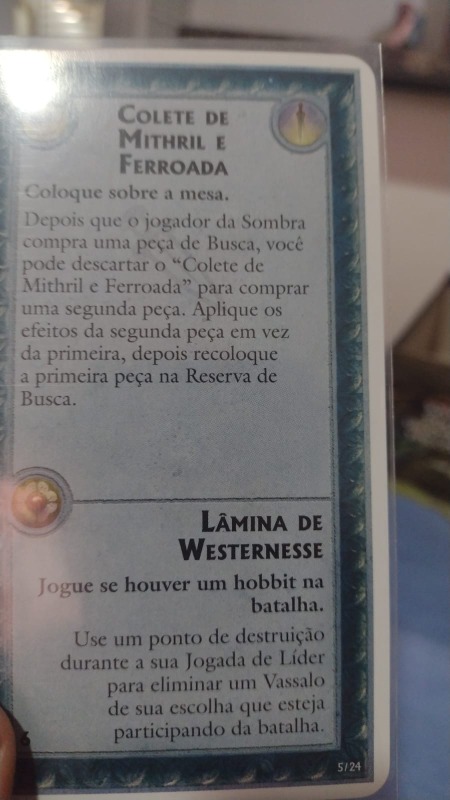 COLETE DE
MITHRIL E
FERROADA
Coloque sobre a mesa.
Depois que o jogador da Sombra
compra uma peça de Busca, você
pode descartar o “Colete de
Mithril e Ferroada” para comprar
uma segunda peça. Aplique os
efeitos da segunda peça em vez
da primeira, depois recoloque
a primeira peça na Reserva de
Busca.
LÂMINA DE
WESTERNESSE
Jogue se houver um hobbit na
batalha.
Use um ponto de destruição
durante a sua Jogada de Líder
para eliminar um Vassalo
de sua escolha que esteja
participando da batalha.
5/24